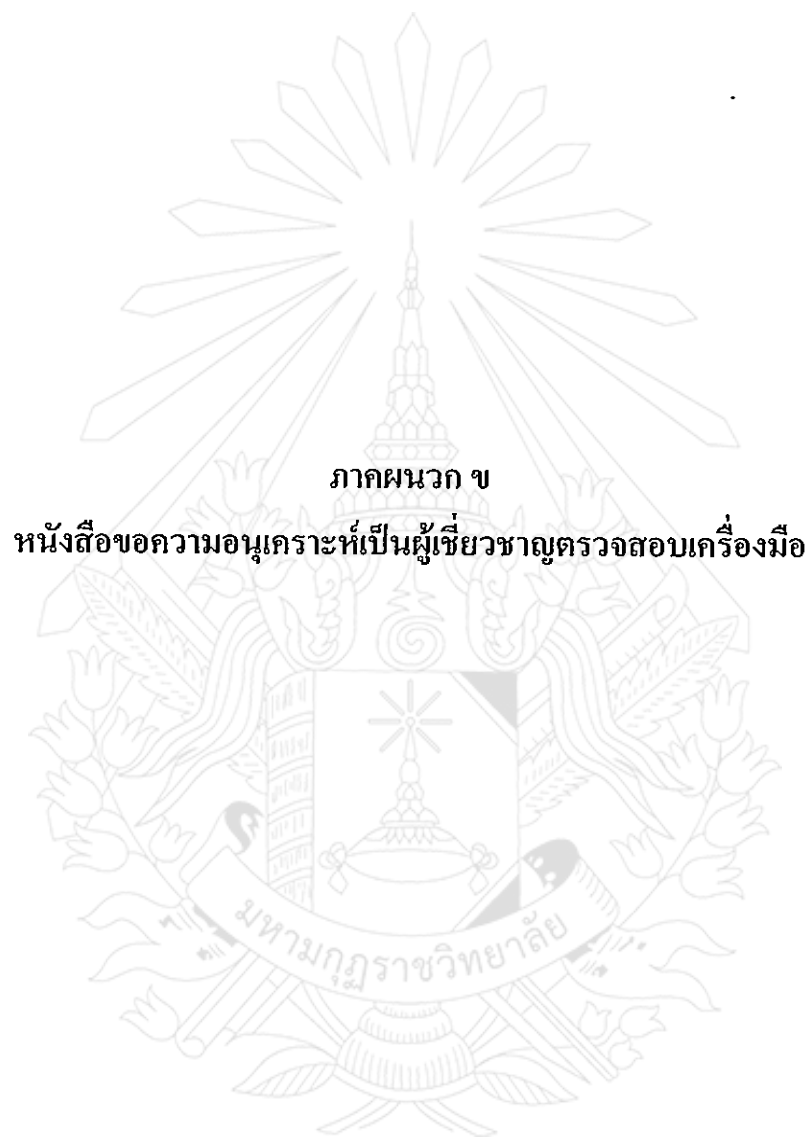 ภาคผนวก ข
หนังสือขอความอนุเคราะห์เป็นผู้เชี่ยวชาญตรวจสอบเครื่องมือ
มหามกุฏราชวิทยาลัย